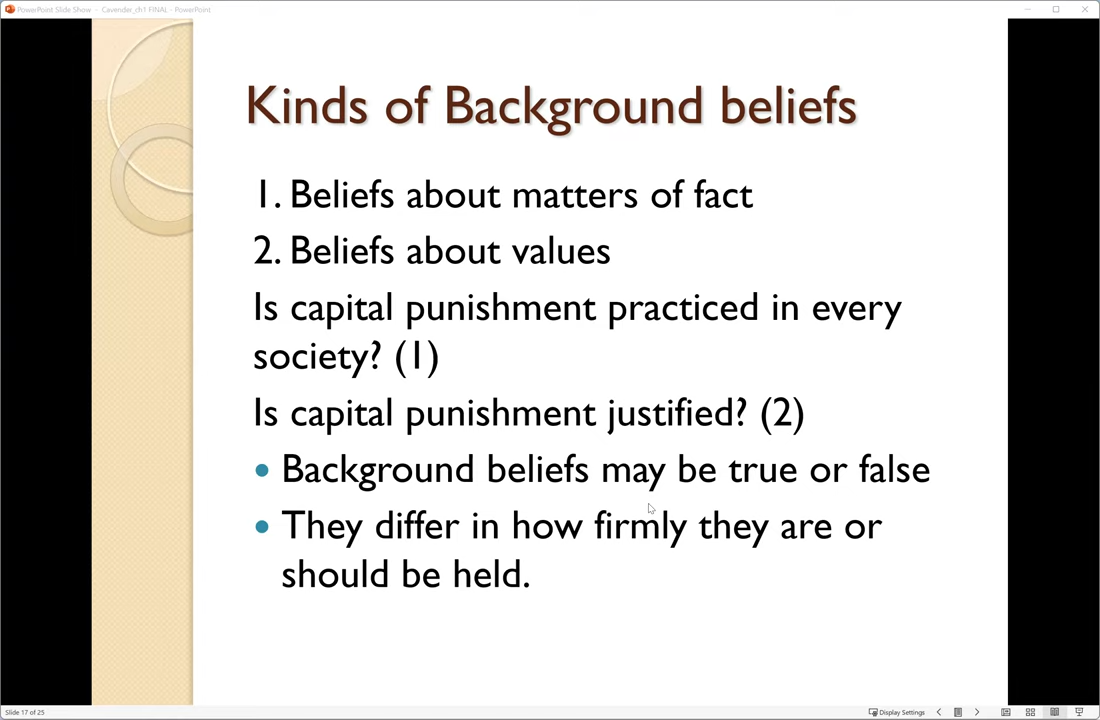 PowerPoint Slide Show - Cavender_ch1 FINAL - PowerPoint
Kinds of Background beliefs
1. Beliefs about matters of fact
2. Beliefs about values
Is capital punishment practiced in every
society? (1)
Is capital punishment justified? (2)
• Background beliefs may be true or false
• They differ in how firmly they are or
should be held.
Slide 17 of 25
Display Settings